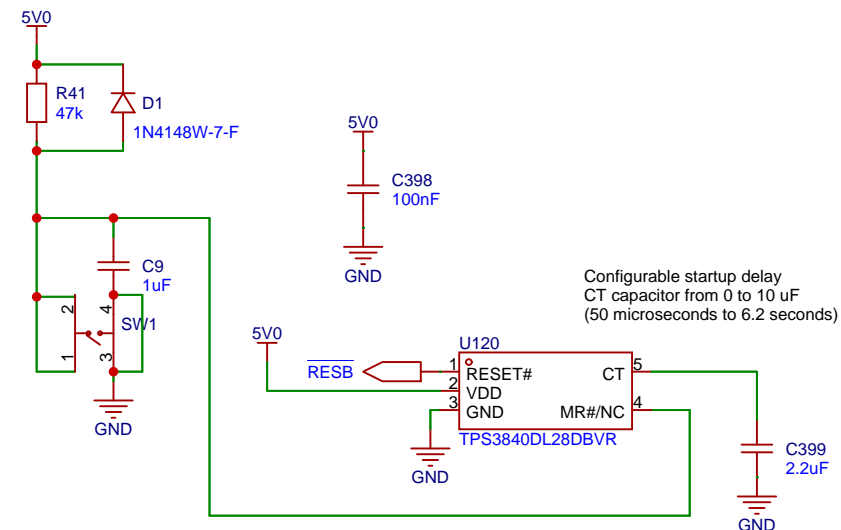 5V0
R41
47k
D1
1N4148W-7-F
5V0
C398
100nF
GND
C9
1uF
2
4
SW1
1
3
GND
Configurable startup delay
CT capacitor from 0 to 10 uF
(50 microseconds to 6.2 seconds)
5V0
U120
RESB
1
RESET#
CT
5
2
VDD
3
GND
MR#/NC
4
TPS3840DL28DBVR
GND
C399
2.2uF
GND